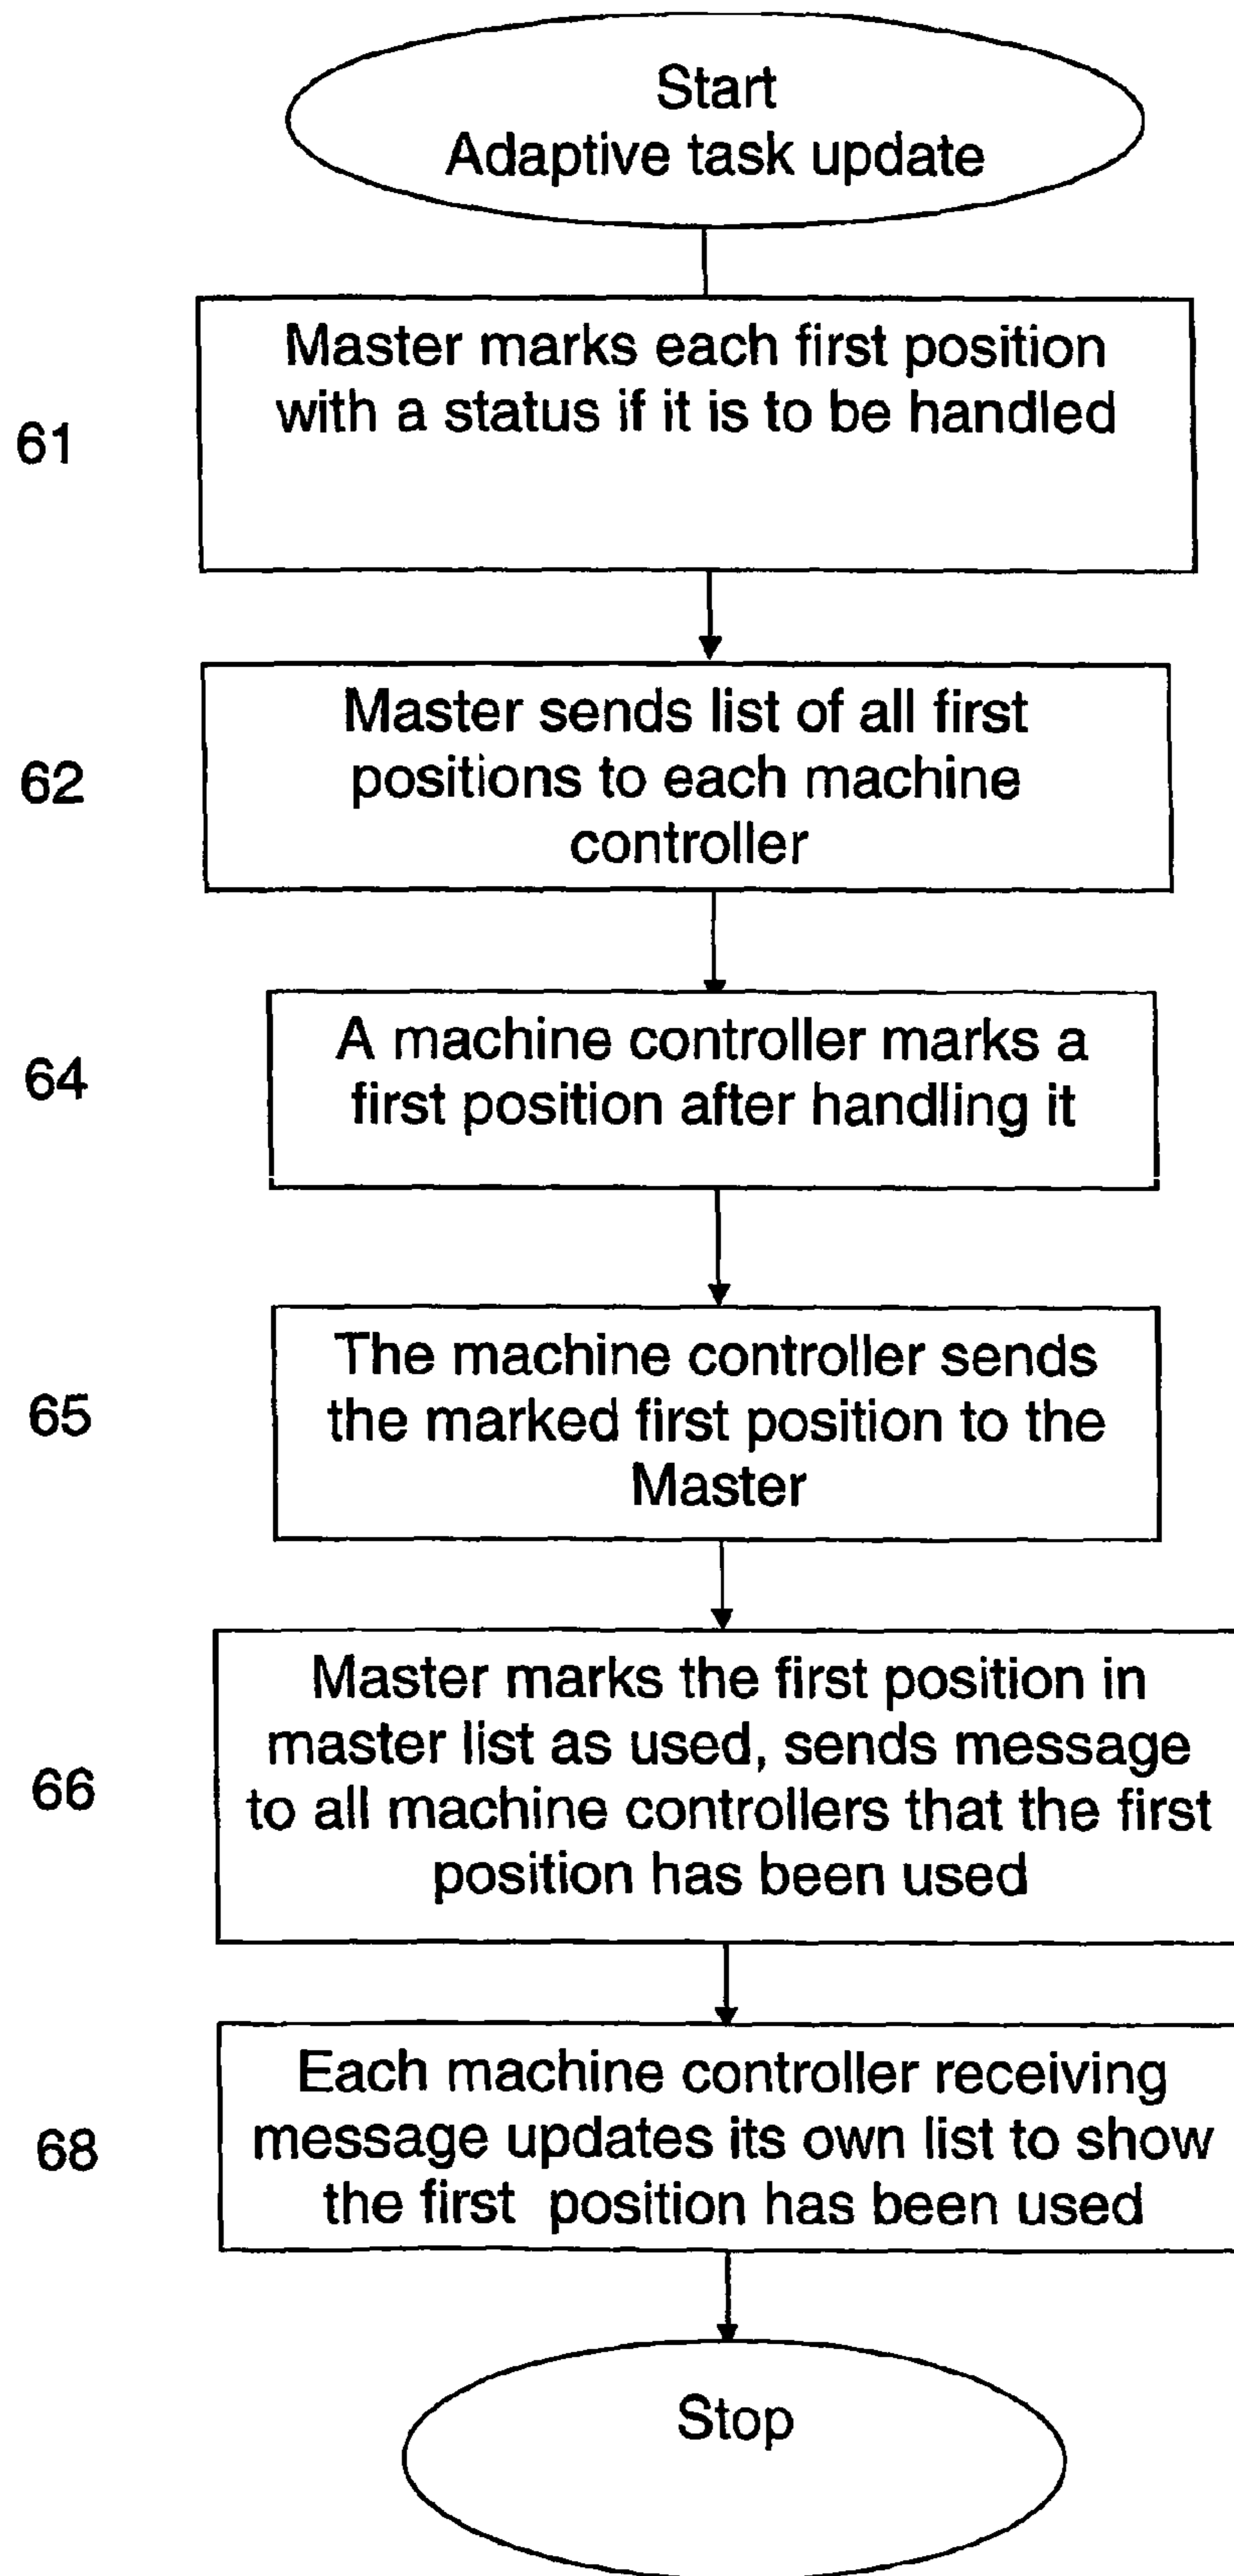 Start
Adaptive task update
61
Master marks each first position
with a status if it is to be handled
62
Master sends list of all first
positions to each machine
controller
64
A machine controller marks a
first position after handling it
65
The machine controller sends
the marked first position to the
Master
66
Master marks the first position in
master list as used, sends message
to all machine controllers that the first
position has been used
68
Each machine controller receiving
message updates its own list to show
the first position has been used
Stop